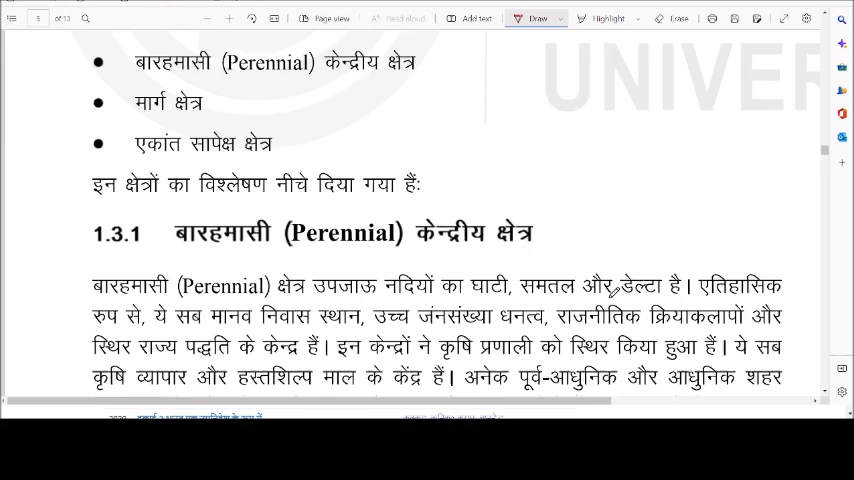 5 of 13 Page view Read aloud Add text Draw Highlight Erase
UNIVER
● बारहमासी (Perennial) केन्द्रीय क्षेत्र
● मार्ग क्षेत्र
● एकांत सापेक्ष क्षेत्र
इन क्षेत्रों का विश्लेषण नीचे दिया गया हैंः
1.3.1 बारहमासी (Perennial) केन्द्रीय क्षेत्र
बारहमासी (Perennial) क्षेत्र उपजाऊ नदियों का घाटी, समतल और डेल्टा है। एतिहासिक
रुप से, ये सब मानव निवास स्थान, उच्च जंनसंख्या धनत्व, राजनीतिक क्रियाकलापों और
स्थिर राज्य पद्धति के केन्द्र हैं। इन केन्द्रों ने कृषि प्रणाली को स्थिर किया हुआ हैं। ये सब
कृषि व्यापार और हस्तशिल्प माल के केंद्र हैं। अनेक पूर्व-आधुनिक और आधुनिक शहर